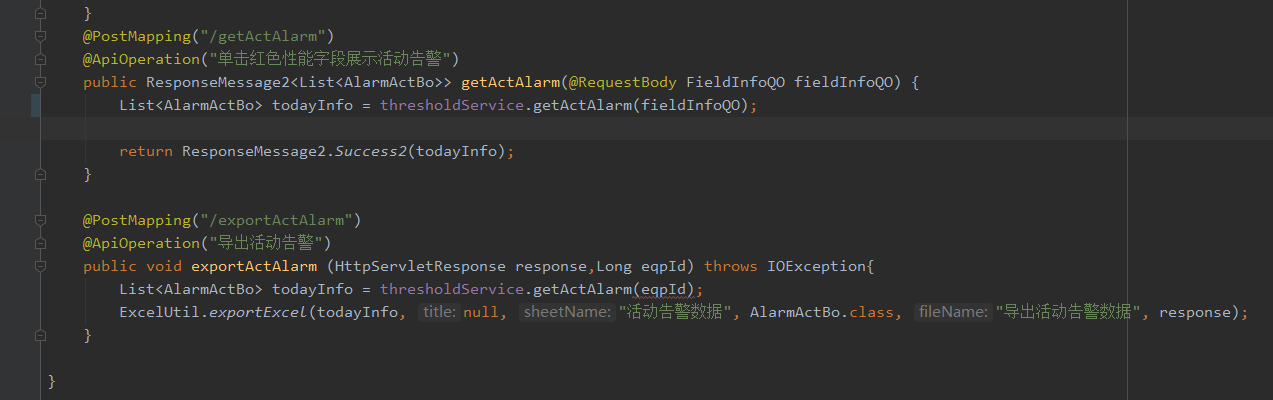 }
@PostMapping("/getActAlarm")
@ApiOperation("单击红色性能字段展示活动告警")
public ResponseMessage2<List<AlarmActBo>> getActAlarm(@RequestBody FieldInfoQO fieldInfoQO) {
List<AlarmActBo> todayInfo = thresholdService.getActAlarm(fieldInfoQO);
return ResponseMessage2.Success2(todayInfo);
}
@PostMapping("/exportActAlarm")
@ApiOperation("导出活动告警")
public void exportActAlarm (HttpServletResponse response,Long eqpId) throws IOException{
List<AlarmActBo> todayInfo = thresholdService.getActAlarm(eqpId);
ExcelUtil.exportExcel(todayInfo, title: null, sheetName: "活动告警数据", AlarmActBo.class, fileName: "导出活动告警数据", response);
}
}